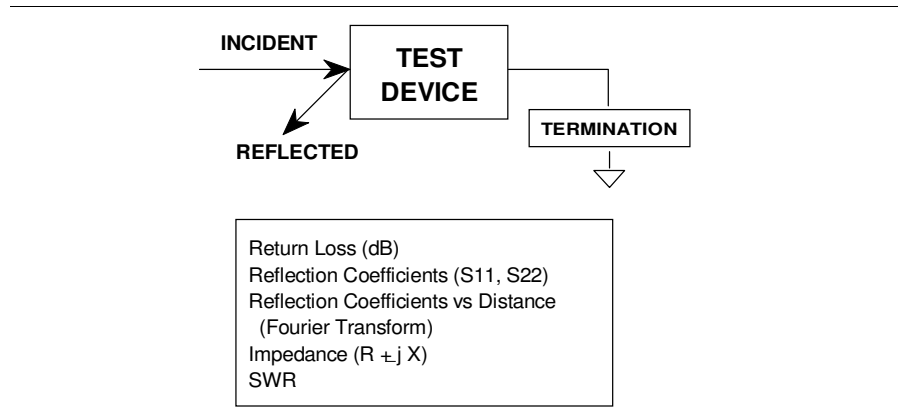 INCIDENT
TEST
DEVICE
TERMINATION
REFLECTED
Return Loss (dB)
Reflection Coefficients (S11, S22)
Reflection Coefficients vs Distance
(Fourier Transform)
Impedance (R ± j X)
SWR